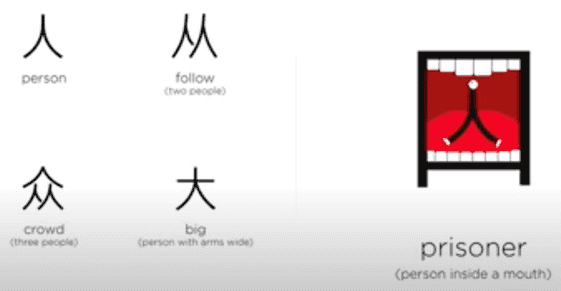 人
person
从
follow
(two people)
众
crowd
(three people)
大
big
(person with arms wide)
囚
prisoner
(person inside a mouth)